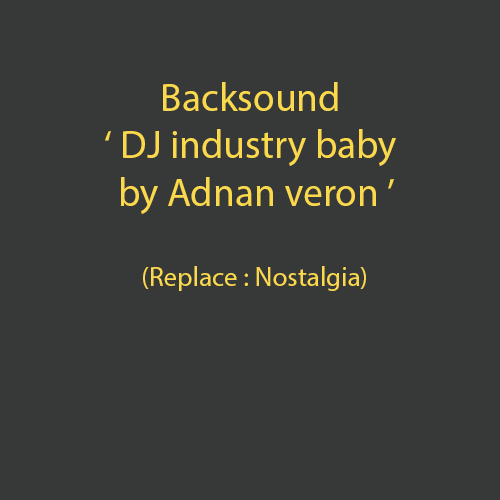 Backsound
‘ DJ industry baby
by Adnan veron ’
(Replace : Nostalgia)